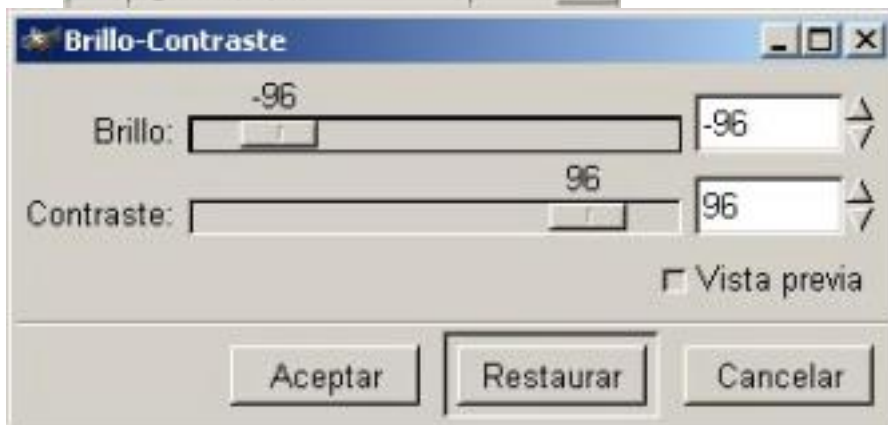 Brillo-Contraste
-96
Brillo: -96
96
Contraste: 96
Vista previa
Aceptar Restaurar Cancelar